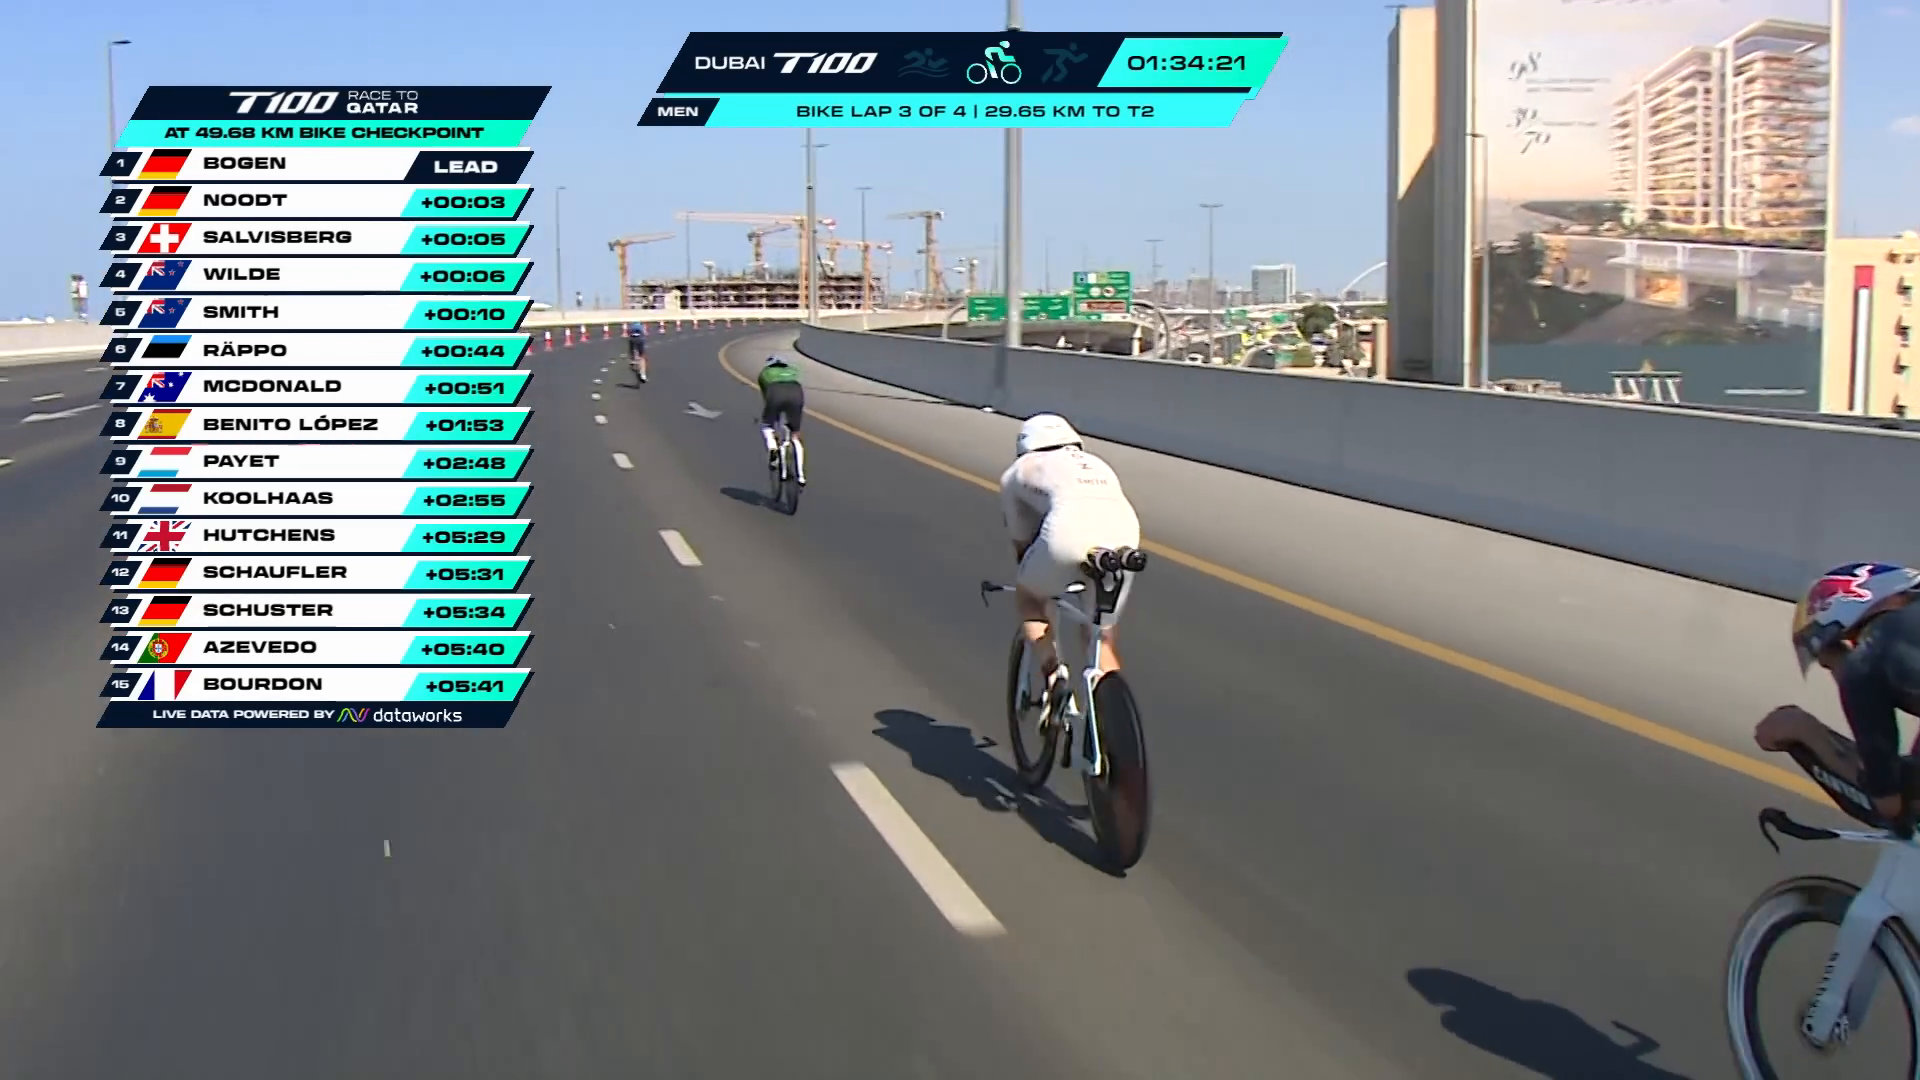 DUBAI T100 01:34:21
MEN BIKE LAP 3 OF 4 | 29.65 KM TO T2
T100 RACE TO QATAR
AT 49.68 KM BIKE CHECKPOINT
1 BOGEN LEAD
2 NOODT +00:03
3 SALVISBERG +00:05
4 WILDE +00:06
5 SMITH +00:10
6 RÄPPO +00:44
7 MCDONALD +00:51
8 BENITO LÓPEZ +01:53
9 PAYET +02:48
10 KOOLHAAS +02:55
11 HUTCHENS +05:29
12 SCHAUFLER +05:31
13 SCHUSTER +05:34
14 AZEVEDO +05:40
15 BOURDON +05:41
LIVE DATA POWERED BY dataworks
98
30
70
SMITH